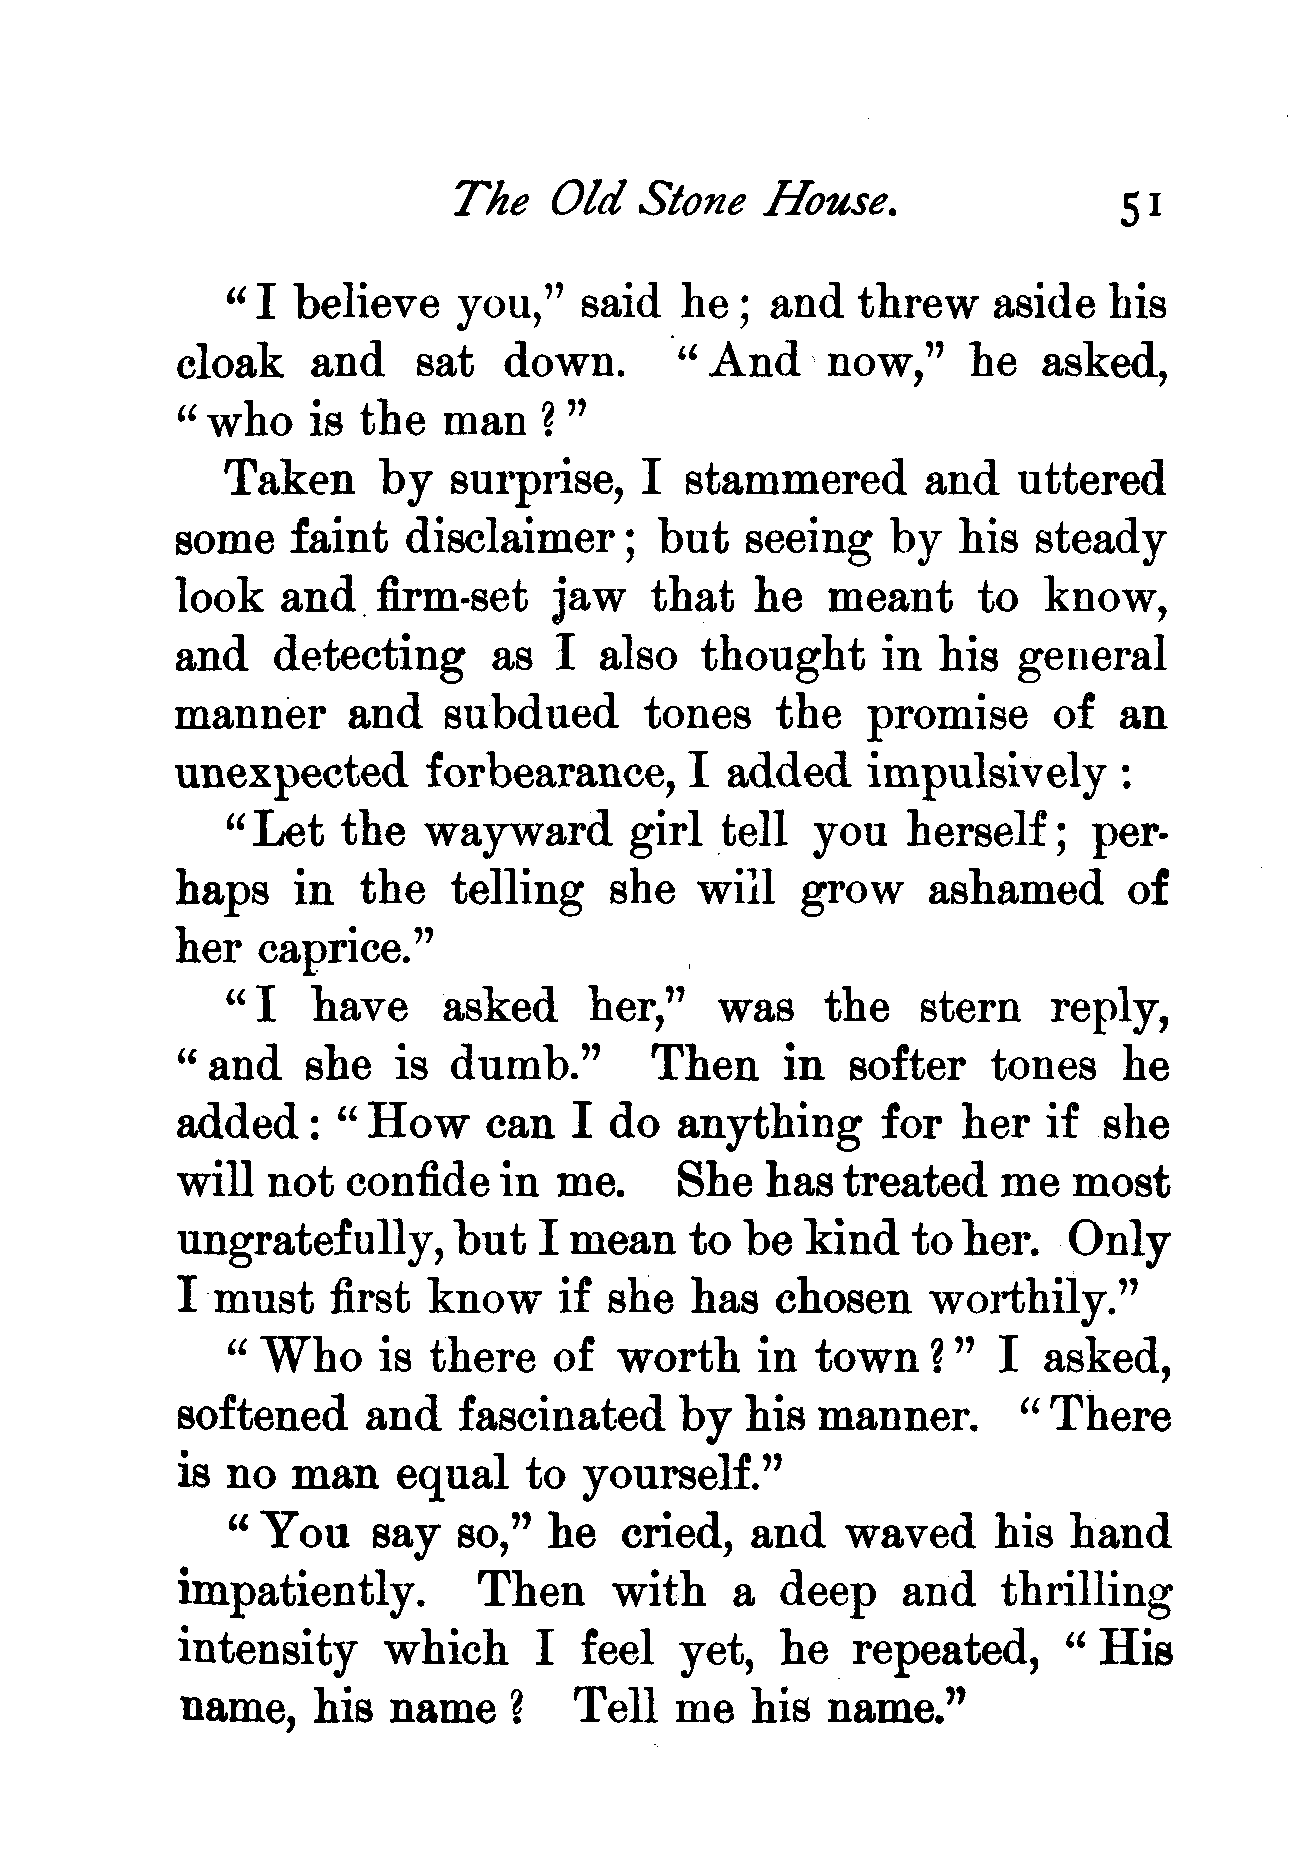 The Old Stone House. 51
“I believe you,” said he; and threw aside his
cloak and sat down. “And now,” he asked,
“who is the man?”
Taken by surprise, I stammered and uttered
some faint disclaimer; but seeing by his steady
look and firm-set jaw that he meant to know,
and detecting as I also thought in his general
manner and subdued tones the promise of an
unexpected forbearance, I added impulsively:
“Let the wayward girl tell you herself; per-
haps in the telling she will grow ashamed of
her caprice.”
“I have asked her,” was the stern reply,
“and she is dumb.” Then in softer tones he
added: “How can I do anything for her if she
will not confide in me. She has treated me most
ungratefully, but I mean to be kind to her. Only
I must first know if she has chosen worthily.”
“Who is there of worth in town?” I asked,
softened and fascinated by his manner. “There
is no man equal to yourself.”
“You say so,” he cried, and waved his hand
impatiently. Then with a deep and thrilling
intensity which I feel yet, he repeated, “His
name, his name? Tell me his name.”